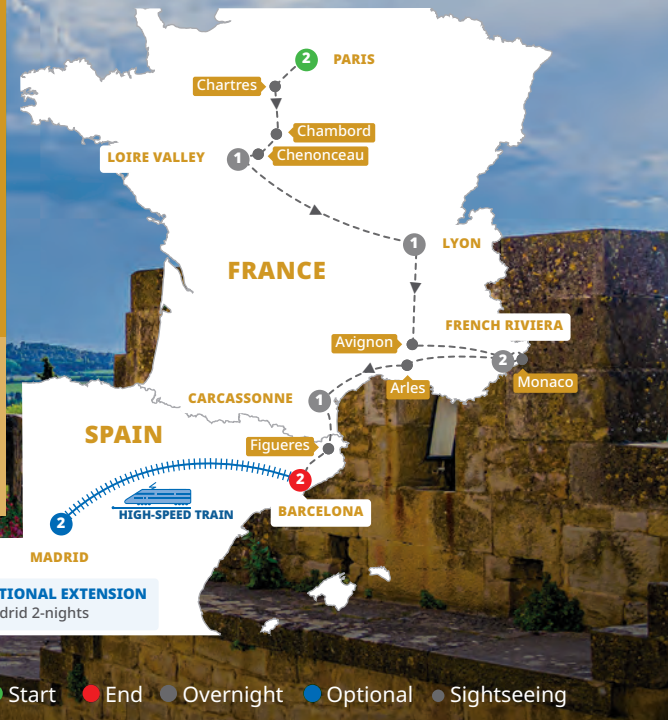 2 PARIS
Chartres
Chambord
LOIRE VALLEY 1 Chenonceau
1 LYON
FRANCE
FRENCH RIVIERA
Avignon
2
Arles
Monaco
CARCASSONNE 1
SPAIN
Figueres
2
BARCELONA
HIGH-SPEED TRAIN
2
MADRID
TIONAL EXTENSION
drid 2-nights
Start End Overnight Optional Sightseeing